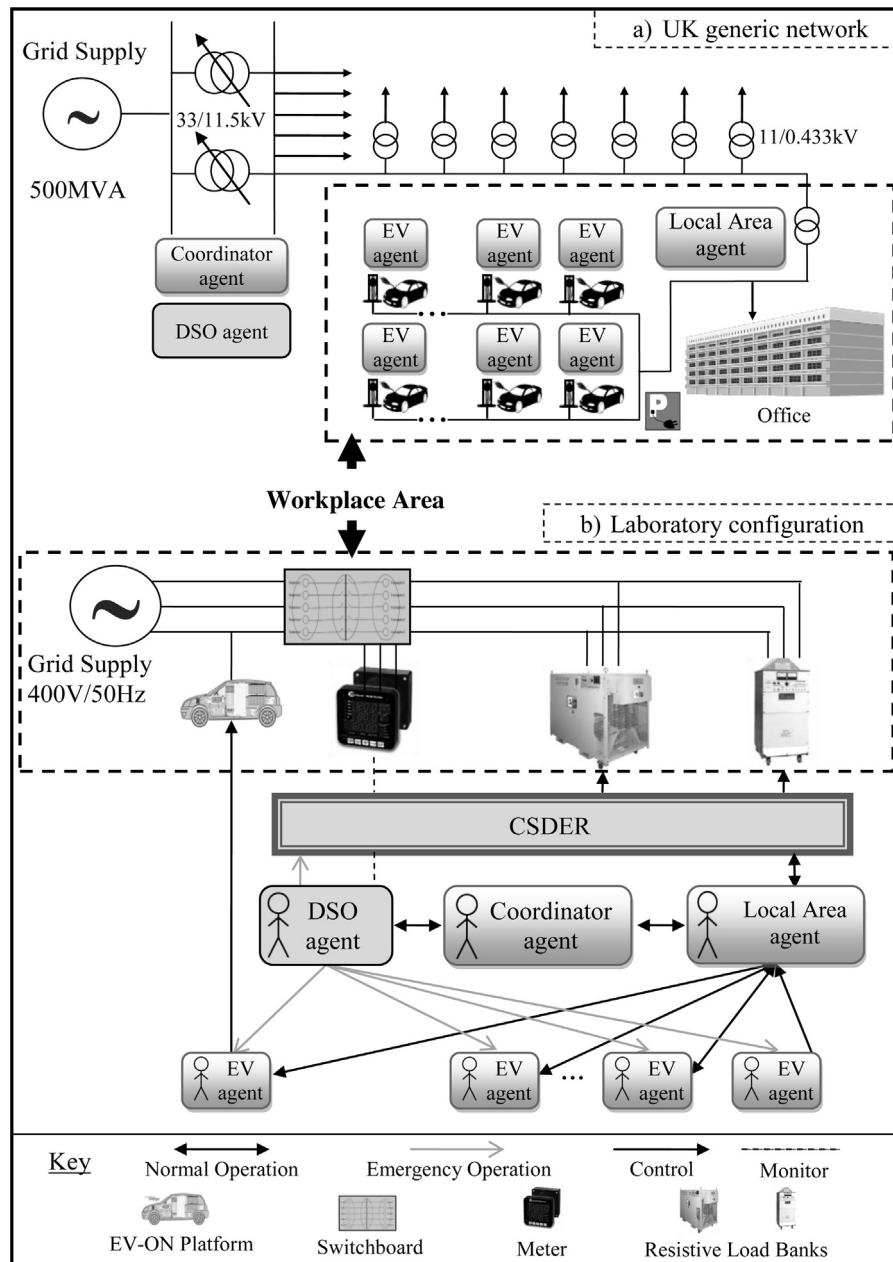 a) UK generic network
Grid Supply
~
33/11.5kV
500MVA
11/0.433kV
Coordinator
agent
DSO agent
EV
agent
EV
agent
EV
agent
Local Area
agent
EV
agent
EV
agent
EV
agent
P
Office
Workplace Area
b) Laboratory configuration
~
Grid Supply
400V/50Hz
CSDER
DSO
agent
Coordinator
agent
Local Area
agent
EV
agent
EV
agent
...
EV
agent
EV
agent
Key
Normal Operation
Emergency Operation
Control
Monitor
EV-ON Platform
Switchboard
Meter
Resistive Load Banks